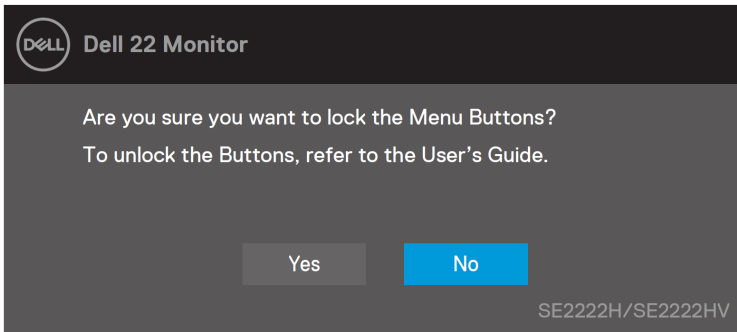 DELL Dell 22 Monitor
Are you sure you want to lock the Menu Buttons?
To unlock the Buttons, refer to the User’s Guide.
Yes No
SE2222H/SE2222HV